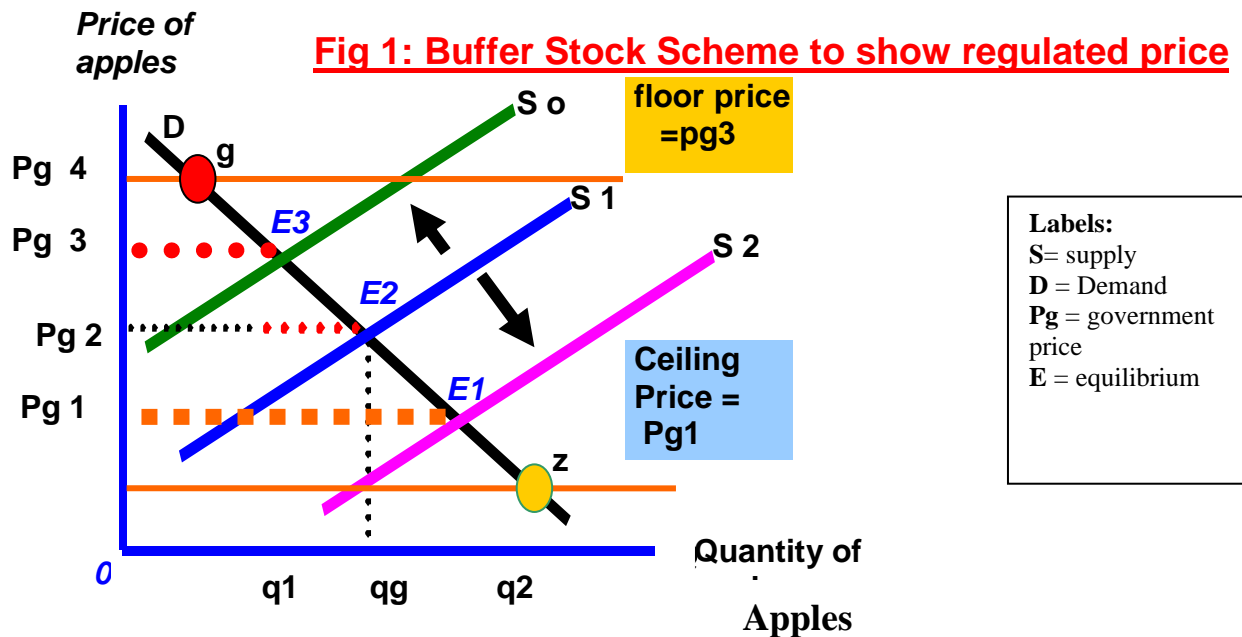 Price of
apples
Fig 1: Buffer Stock Scheme to show regulated price
floor price
=pg3
S o
D
g
Pg 4
S 1
E3
Pg 3
S 2
E2
Pg 2
Ceiling
Price =
Pg1
E1
Pg 1
z
Labels:
S= supply
D = Demand
Pg = government
price
E = equilibrium
0
q1
qg
q2
Quantity of
Apples